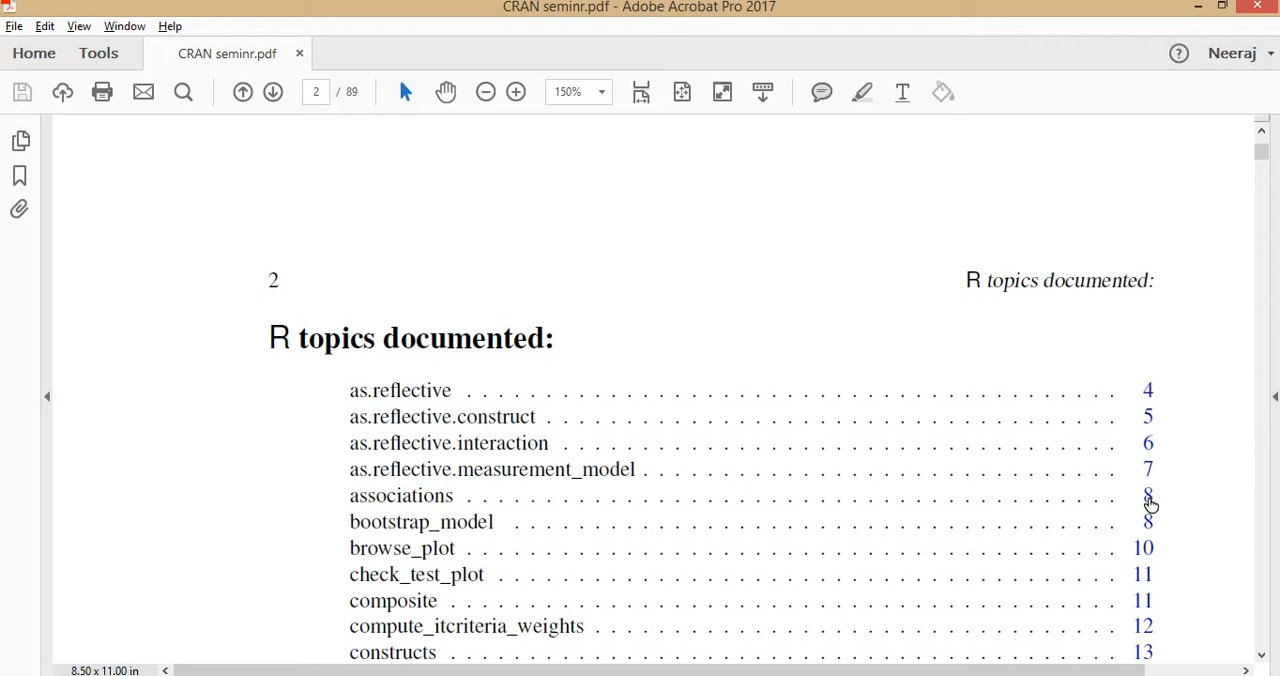 CRAN seminr.pdf - Adobe Acrobat Pro 2017
File Edit View Window Help
Home Tools CRAN seminr.pdf × Neeraj
2 / 89 150%
2 R topics documented:
R topics documented:
as.reflective . . . . . . . . . . . . . . . . . . . . . . . . . . . . . . 4
as.reflective.construct . . . . . . . . . . . . . . . . . . . . . . . . . . 5
as.reflective.interaction . . . . . . . . . . . . . . . . . . . . . . . . . 6
as.reflective.measurement_model . . . . . . . . . . . . . . . . . . . . . . 7
associations . . . . . . . . . . . . . . . . . . . . . . . . . . . . . . 8
bootstrap_model . . . . . . . . . . . . . . . . . . . . . . . . . . . . 8
browse_plot . . . . . . . . . . . . . . . . . . . . . . . . . . . . . . 10
check_test_plot . . . . . . . . . . . . . . . . . . . . . . . . . . . . 11
composite . . . . . . . . . . . . . . . . . . . . . . . . . . . . . . . 11
compute_itcriteria_weights . . . . . . . . . . . . . . . . . . . . . . . . 12
constructs . . . . . . . . . . . . . . . . . . . . . . . . . . . . . . . 13
8.50 x 11.00 in